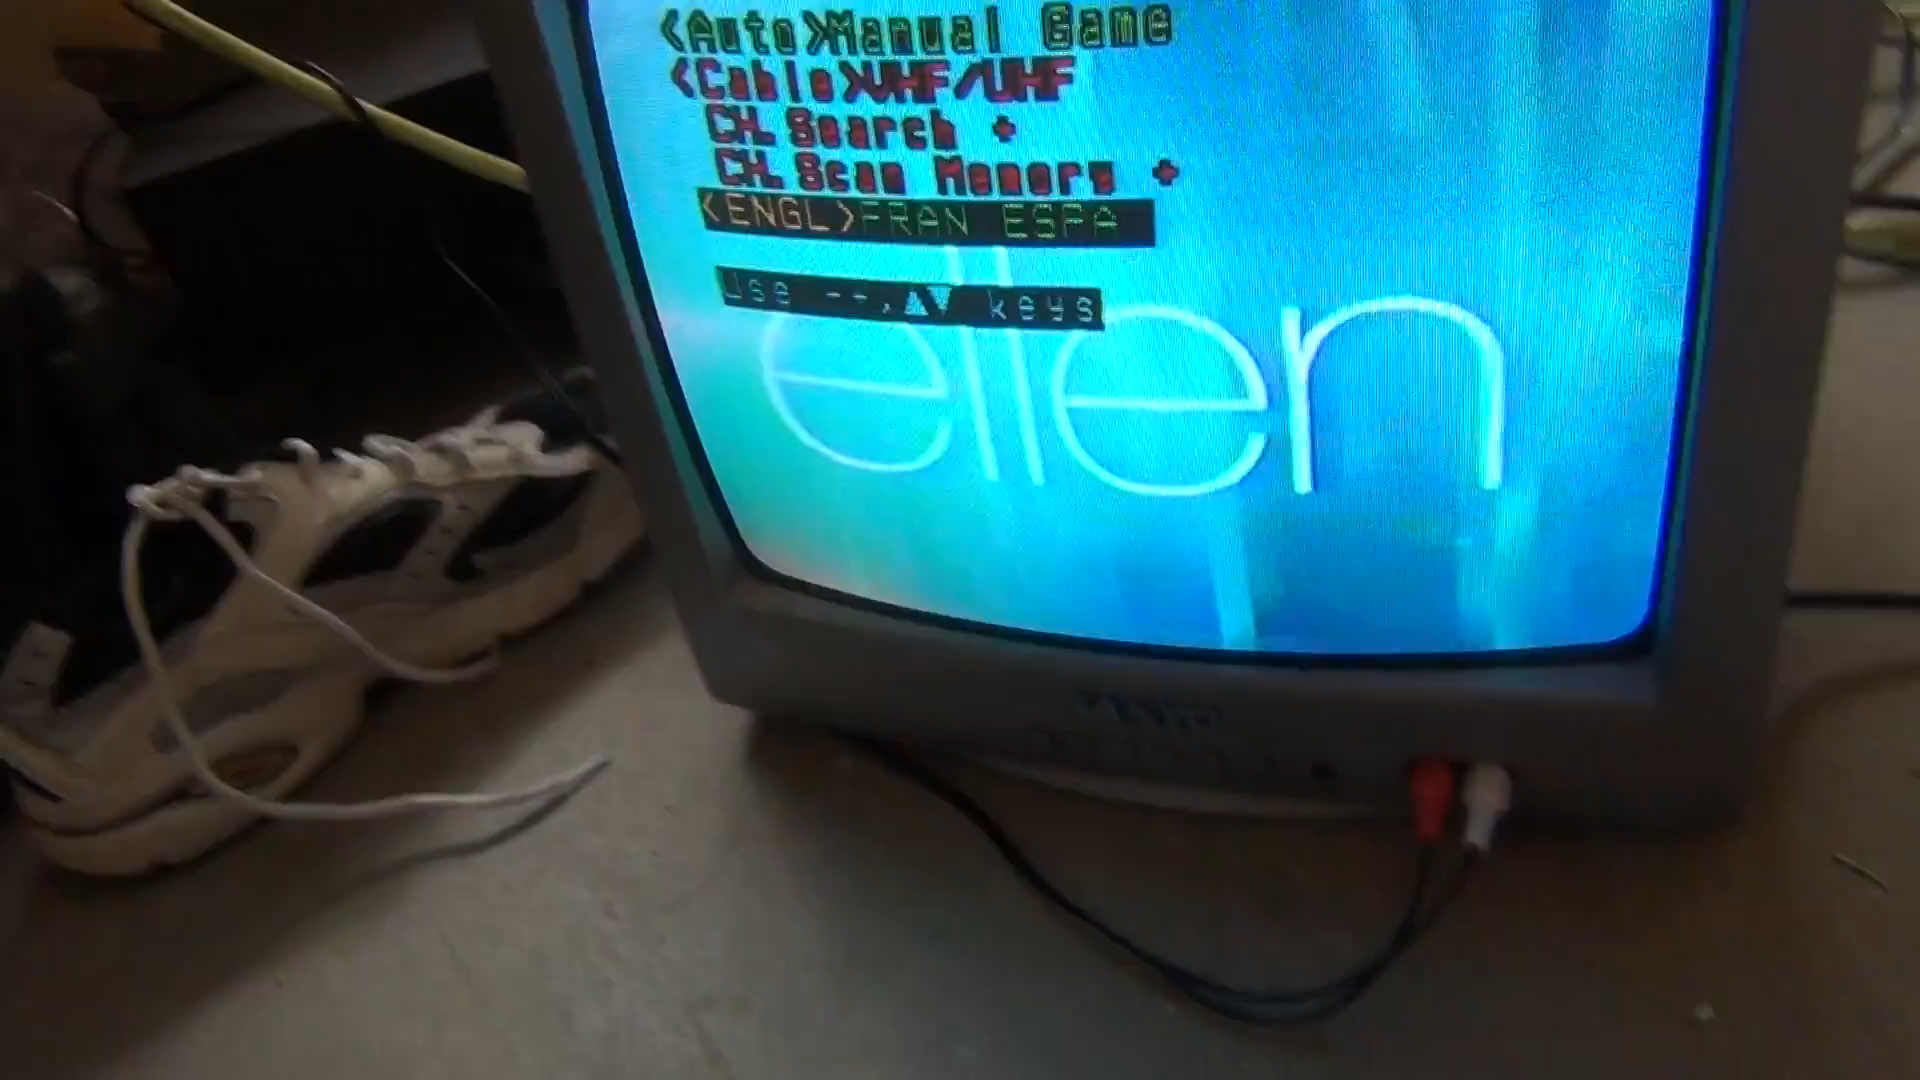 <Auto>Manual Game
<Cable>VHF/UHF
CH. Search +
CH. Scan Memory +
<ENGL>FRAN ESPA
Use -+,▲▼ keys
ellen